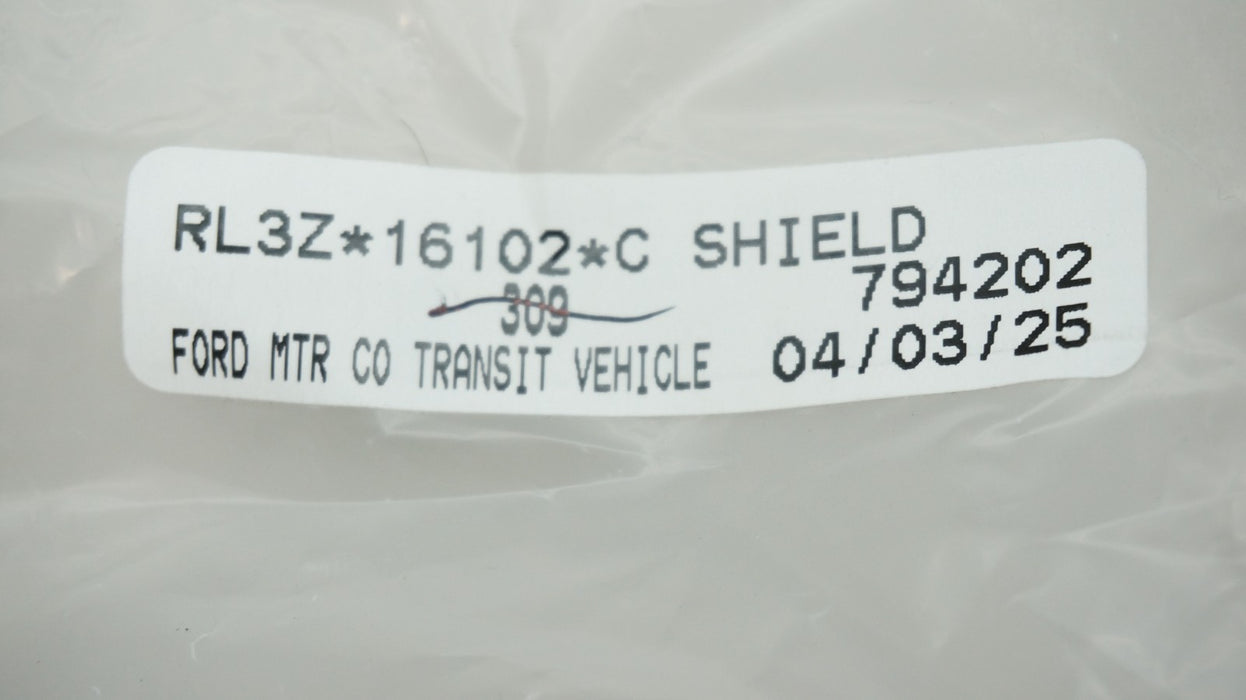 RL3Z*16102*C SHIELD
794202
309
FORD MTR CO TRANSIT VEHICLE
04/03/25